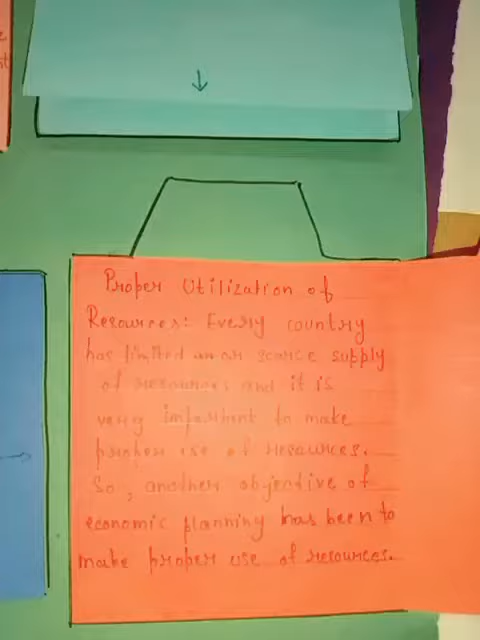 Proper Utilization of
Resources: Every country
has limited an or scarce supply
of resources and it is
very important to make
proper use of resources.
So, another objective of
economic planning has been to
make proper use of resources.